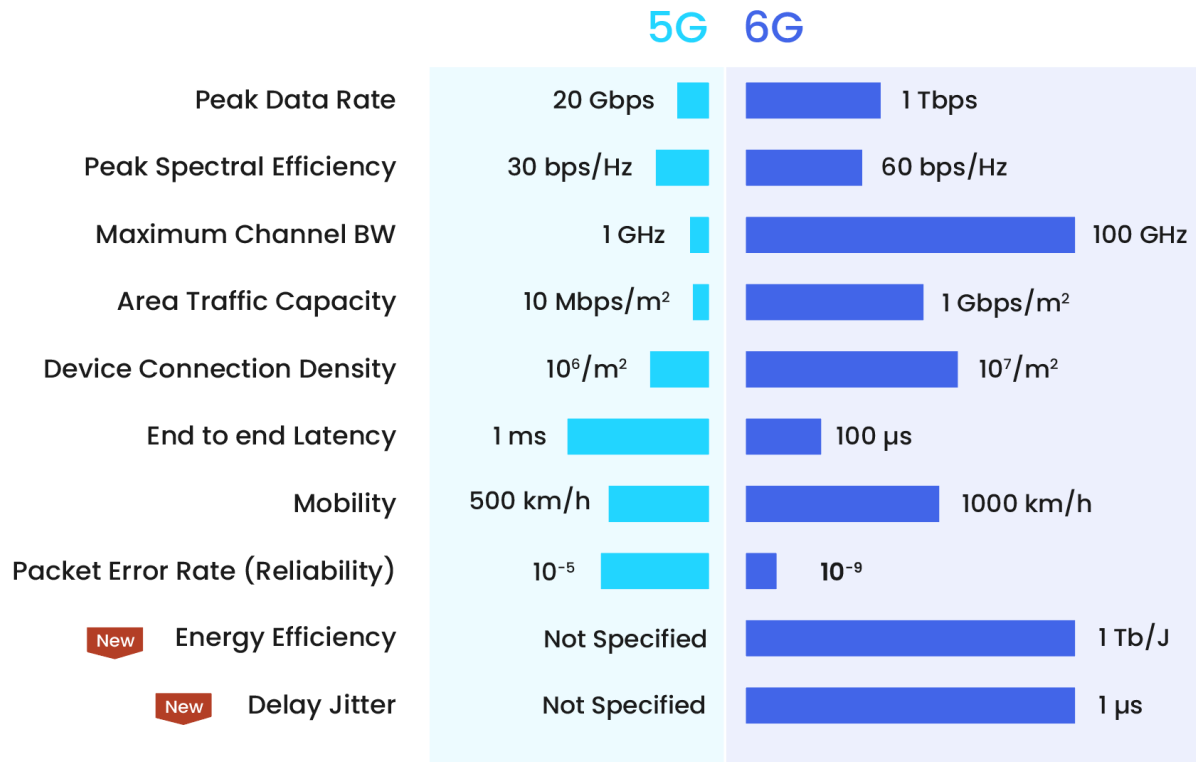 5G 6G
Peak Data Rate 20 Gbps 1 Tbps
Peak Spectral Efficiency 30 bps/Hz 60 bps/Hz
Maximum Channel BW 1 GHz 100 GHz
Area Traffic Capacity 10 Mbps/m² 1 Gbps/m²
Device Connection Density 10⁶/m² 10⁷/m²
End to end Latency 1 ms 100 µs
Mobility 500 km/h 1000 km/h
Packet Error Rate (Reliability) 10⁻⁵ 10⁻⁹
New Energy Efficiency Not Specified 1 Tb/J
New Delay Jitter Not Specified 1 µs